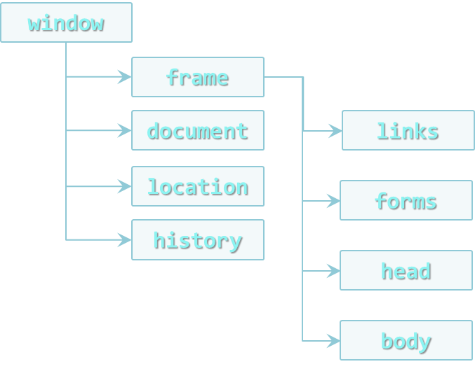 window
frame
document
location
history
links
forms
head
body